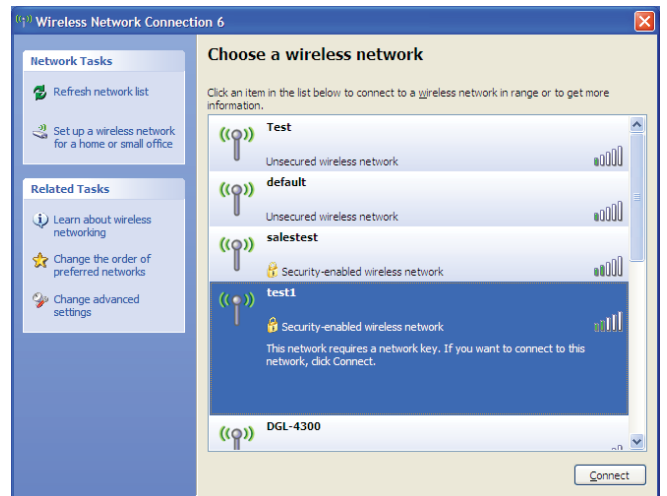 Wireless Network Connection 6
Network Tasks
Refresh network list
Set up a wireless network
for a home or small office
Related Tasks
Learn about wireless
networking
Change the order of
preferred networks
Change advanced
settings
Choose a wireless network
Click an item in the list below to connect to a wireless network in range or to get more
information.
Test
Unsecured wireless network
default
Unsecured wireless network
salestest
Security-enabled wireless network
test1
Security-enabled wireless network
This network requires a network key. If you want to connect to this
network, click Connect.
DGL-4300
Connect